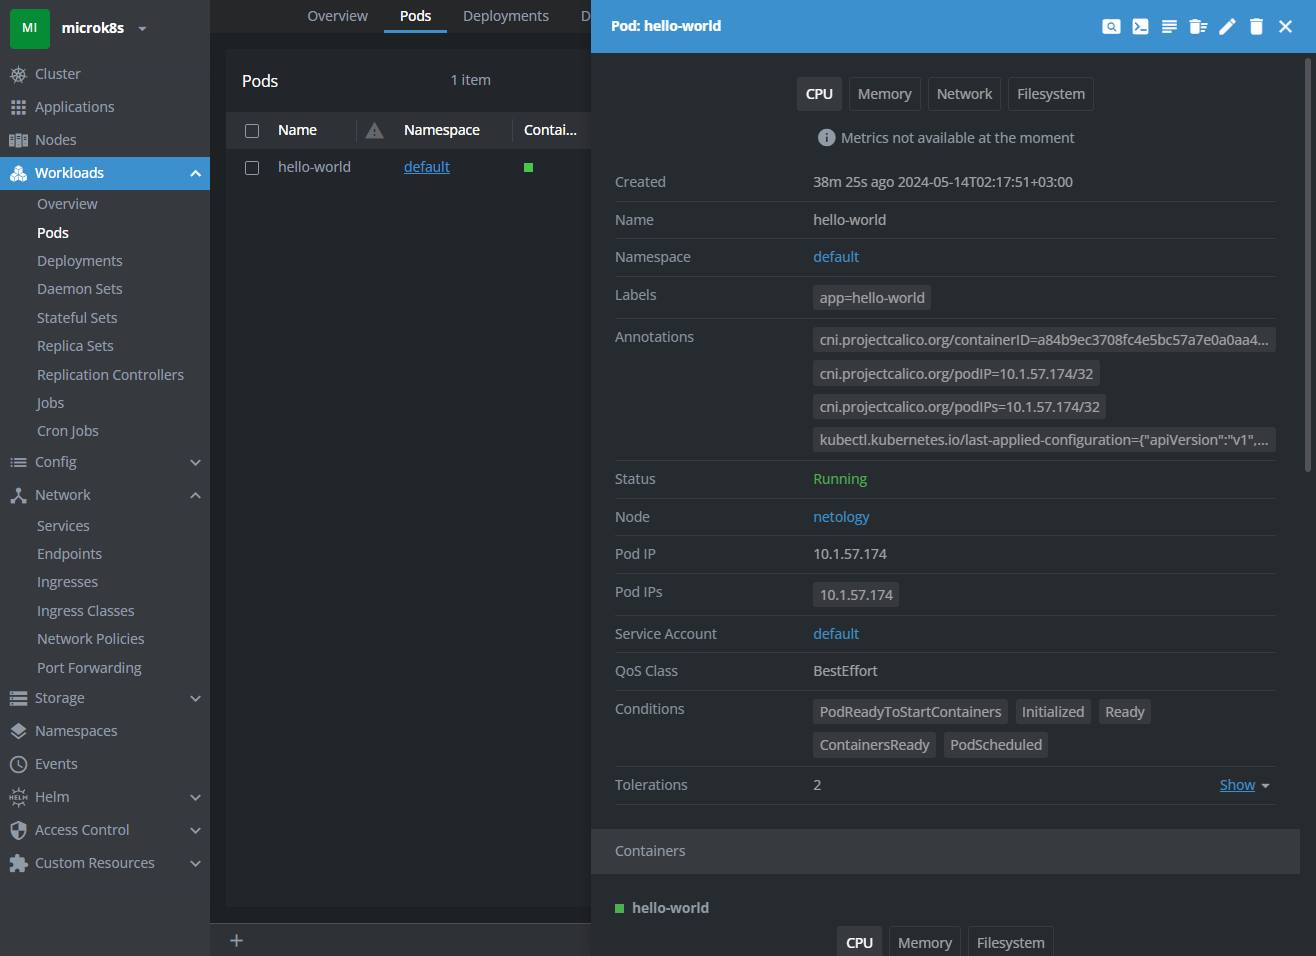 MI
microk8s
Cluster
Applications
Nodes
Workloads
Overview
Pods
Deployments
Daemon Sets
Stateful Sets
Replica Sets
Replication Controllers
Jobs
Cron Jobs
Config
Network
Services
Endpoints
Ingresses
Ingress Classes
Network Policies
Port Forwarding
Storage
Namespaces
Events
HELM Helm
Access Control
Custom Resources
Overview Pods Deployments D
Pods 1 item
Name Namespace Contai...
hello-world default
+
Pod: hello-world
CPU Memory Network Filesystem
Metrics not available at the moment
Created 38m 25s ago 2024-05-14T02:17:51+03:00
Name hello-world
Namespace default
Labels app=hello-world
Annotations cni.projectcalico.org/containerID=a84b9ec3708fc4e5bc57a7e0a0aa4...
cni.projectcalico.org/podIP=10.1.57.174/32
cni.projectcalico.org/podIPs=10.1.57.174/32
kubectl.kubernetes.io/last-applied-configuration={"apiVersion":"v1",...
Status Running
Node netology
Pod IP 10.1.57.174
Pod IPs 10.1.57.174
Service Account default
QoS Class BestEffort
Conditions PodReadyToStartContainers Initialized Ready
ContainersReady PodScheduled
Tolerations 2 Show
Containers
hello-world
CPU Memory Filesystem